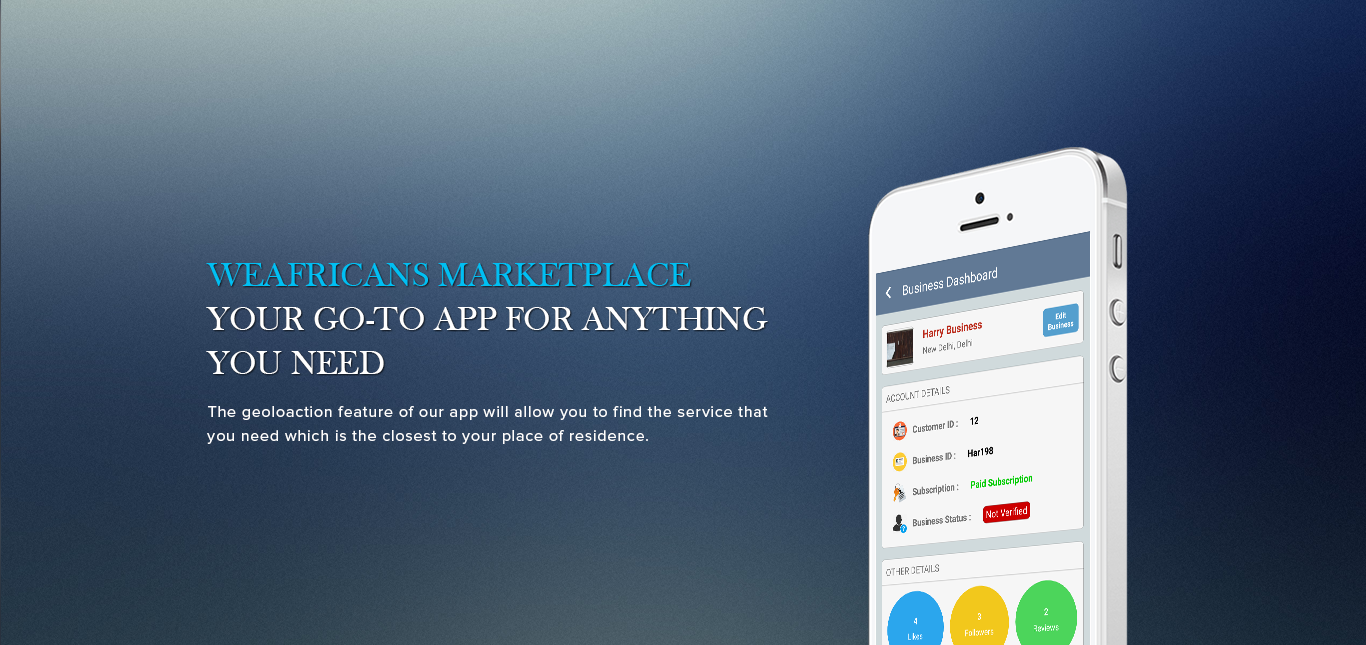 WEAFRICANS MARKETPLACE
YOUR GO-TO APP FOR ANYTHING
YOU NEED
The geoloaction feature of our app will allow you to find the service that
you need which is the closest to your place of residence.
Business Dashboard
Harry Business
New Delhi, Delhi
Edit
Business
ACCOUNT DETAILS
Customer ID : 12
Business ID : Har198
Subscription : Paid Subscription
Business Status : Not Verified
OTHER DETAILS
4
Likes
3
Followers
2
Reviews